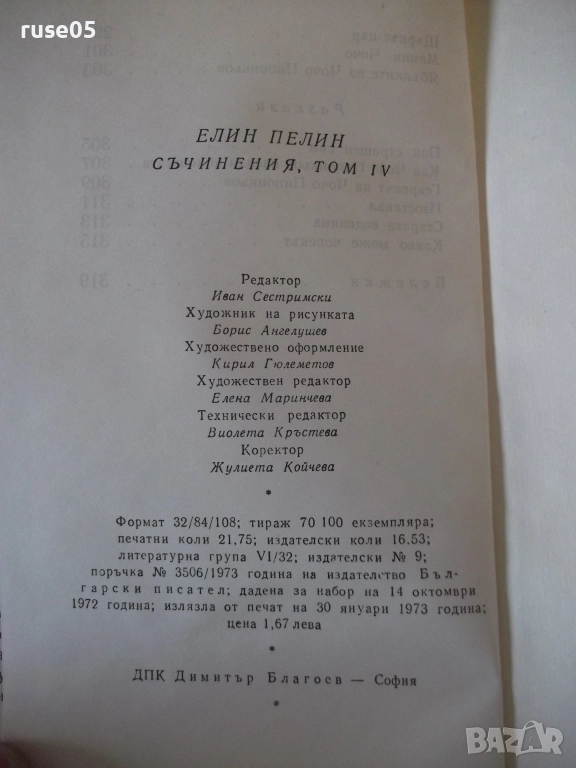 ruse05
ЕЛИН ПЕЛИН
СЪЧИНЕНИЯ, ТОМ IV
Редактор
Иван Сестримски
Художник на рисунката
Борис Ангелушев
Художествено оформление
Кирил Гюлеметов
Художествен редактор
Елена Маринчева
Технически редактор
Виолета Кръстева
Коректор
Жулиета Койчева
*
Формат 32/84/108; тираж 70 100 екземпляра;
печатни коли 21,75; издателски коли 16,53;
литературна група VI/32; издателски № 9;
поръчка № 3506/1973 година на издателство Бъл-
гарски писател; дадена за набор на 14 октомври
1972 година; излязла от печат на 30 януари 1973 година;
цена 1,67 лева
*
ДПК Димитър Благоев — София
*
BAZAR